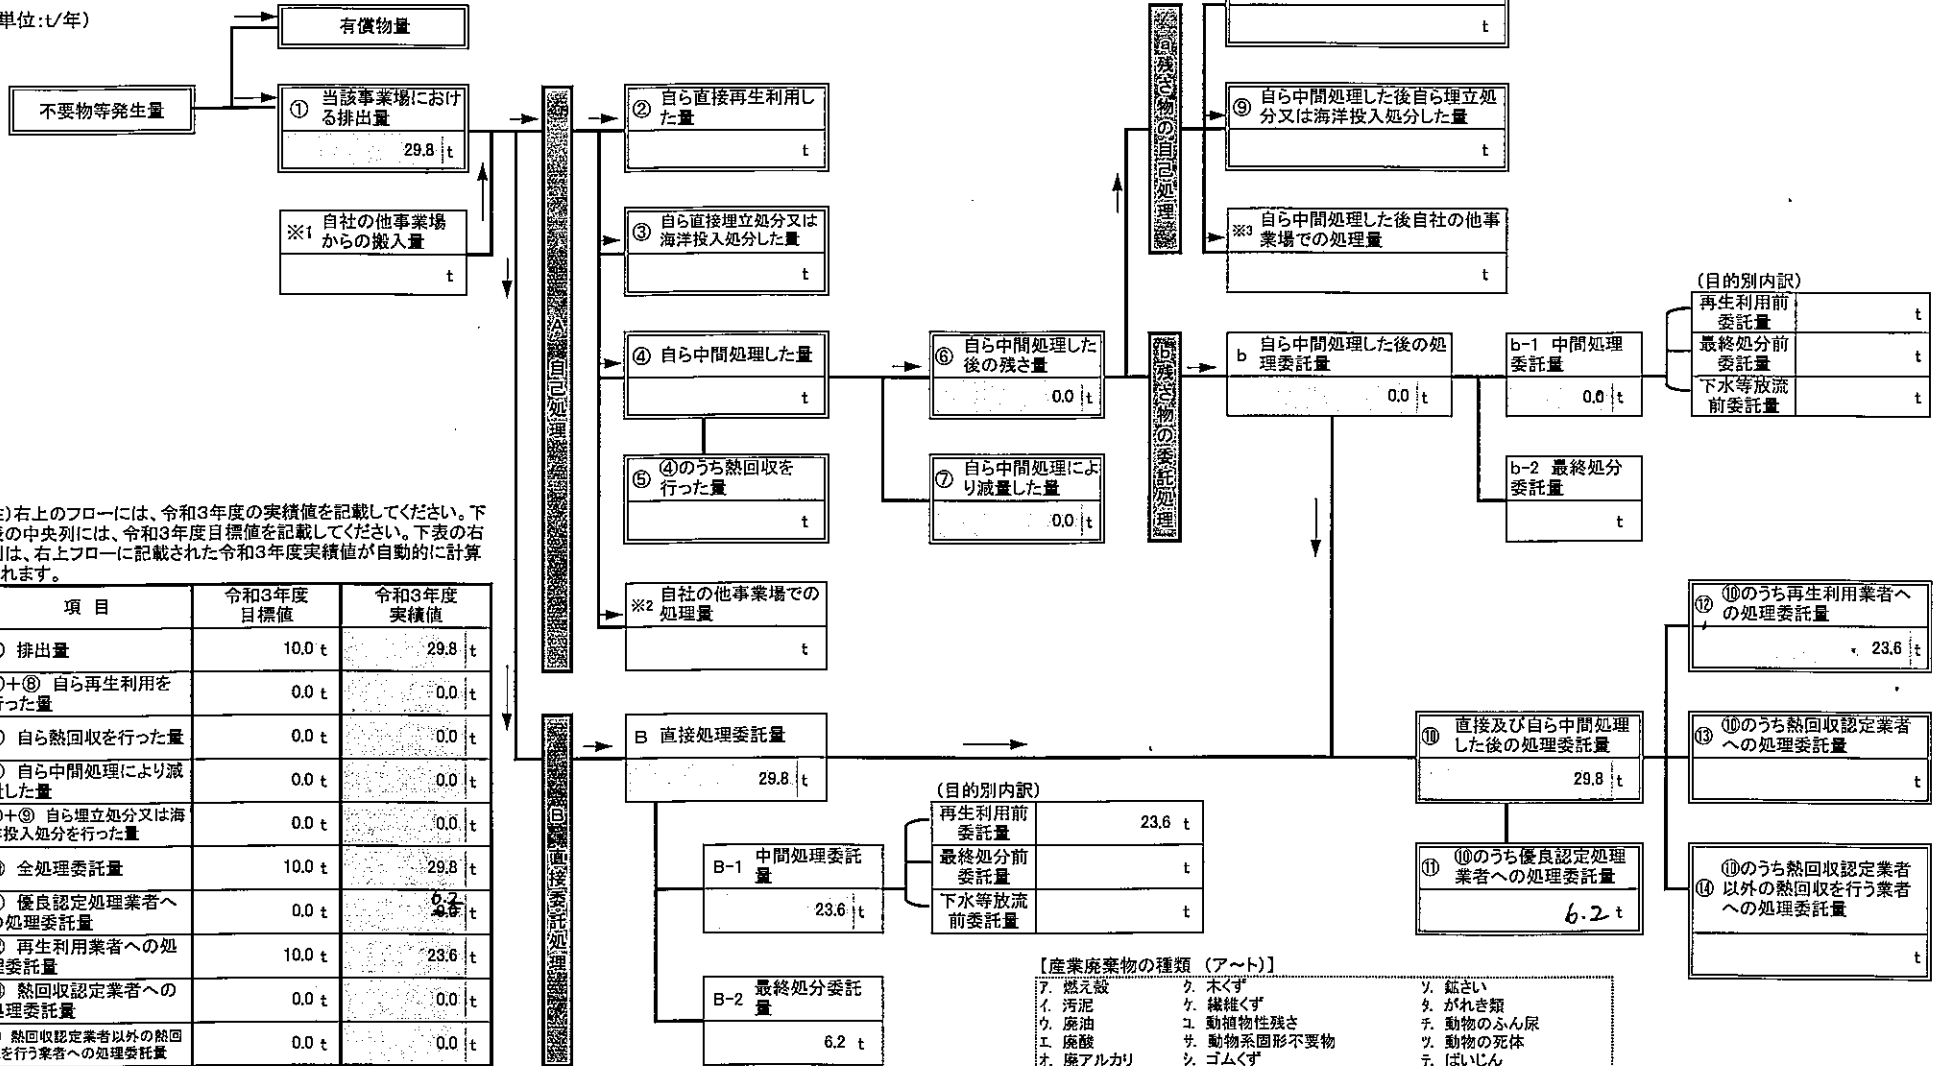 単位:t/年)
有償物量
不要物等発生量
① 当該事業場におけ
る排出量
29.8 t
※1 自社の他事業場
からの搬入量
t
A 自己処理
② 自ら直接再生利用し
た量
t
③ 自ら直接埋立処分又は
海洋投入処分した量
t
④ 自ら中間処理した量
t
⑤ ④のうち熱回収を
行った量
t
※2 自社の他事業場での
処理量
t
⑥ 自ら中間処理した
後の残さ量
0.0 t
⑦ 自ら中間処理によ
り減量した量
0.0 t
a 残さ物の自己処理
t
⑨ 自ら中間処理した後自ら埋立処
分又は海洋投入処分した量
t
※3 自ら中間処理した後自社の他事
業場での処理量
t
b 残さ物の委託処理
b 自ら中間処理した後の処
理委託量
0.0 t
b-1 中間処理
委託量
0.0 t
b-2 最終処分
委託量
t
(目的別内訳)
再生利用前
委託量 t
最終処分前
委託量 t
下水等放流
前委託量 t
)右上のフローには、令和3年度の実績値を記載してください。下
の中央列には、令和3年度目標値を記載してください。下表の右
は、右上フローに記載された令和3年度実績値が自動的に計算
れます。
項 目 令和3年度
目標値 令和3年度
実績値
) 排出量 10.0 t 29.8 t
+⑧ 自ら再生利用を
った量 0.0 t 0.0 t
) 自ら熱回収を行った量 0.0 t 0.0 t
) 自ら中間処理により減
した量 0.0 t 0.0 t
+⑨ 自ら埋立処分又は海
投入処分を行った量 0.0 t 0.0 t
全処理委託量 10.0 t 29.8 t
) 優良認定処理業者へ
の処理委託量 0.0 t 6.2 0.0 t
再生利用業者への処
理委託量 10.0 t 23.6 t
熱回収認定業者への
処理委託量 0.0 t 0.0 t
熱回収認定業者以外の熱回
を行う業者への処理委託量 0.0 t 0.0 t
B 直接委託処理
B 直接処理委託量
29.8 t
B-1 中間処理委託
量
23.6 t
B-2 最終処分委託
量
6.2 t
(目的別内訳)
再生利用前
委託量 23.6 t
最終処分前
委託量 t
下水等放流
前委託量 t
⑩ 直接及び自ら中間処理
した後の処理委託量
29.8 t
⑪ ⑩のうち優良認定処理
業者への処理委託量
6.2 t
⑫ ⑩のうち再生利用業者へ
の処理委託量
23.6 t
⑬ ⑩のうち熱回収認定業者
への処理委託量
t
⑭ ⑩のうち熱回収認定業者
以外の熱回収を行う業者
への処理委託量
t
【産業廃棄物の種類 (ア~ト)】
ア. 燃え殻 ク. 木くず ソ. 鉱さい
イ. 汚泥 ケ. 繊維くず タ. がれき類
ウ. 廃油 コ. 動植物性残さ チ. 動物のふん尿
エ. 廃酸 サ. 動物系固形不要物 ツ. 動物の死体
オ. 廃アルカリ シ. ゴムくず テ. ばいじん